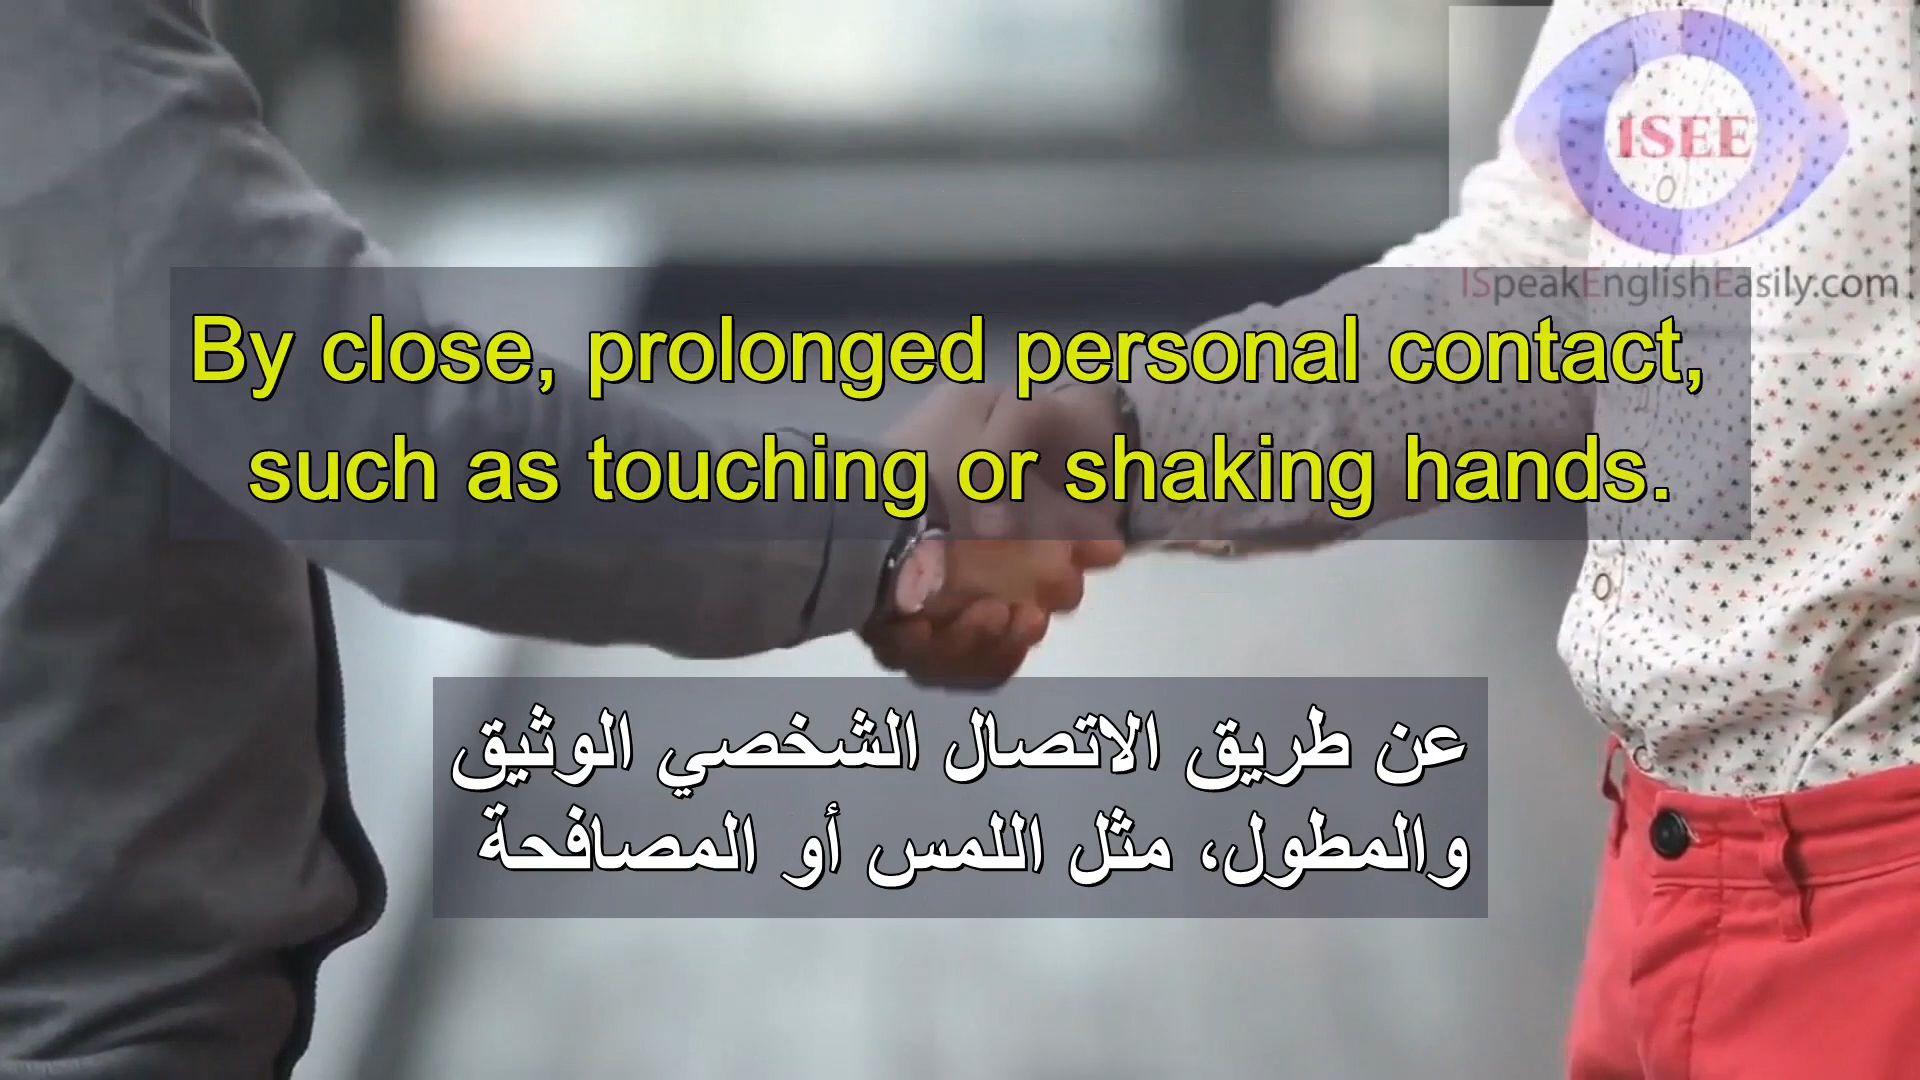 ISEE
ISpeakEnglishEasily.com
By close, prolonged personal contact,
such as touching or shaking hands.
عن طريق الاتصال الشخصي الوثيق
والمطول، مثل اللمس أو المصافحة